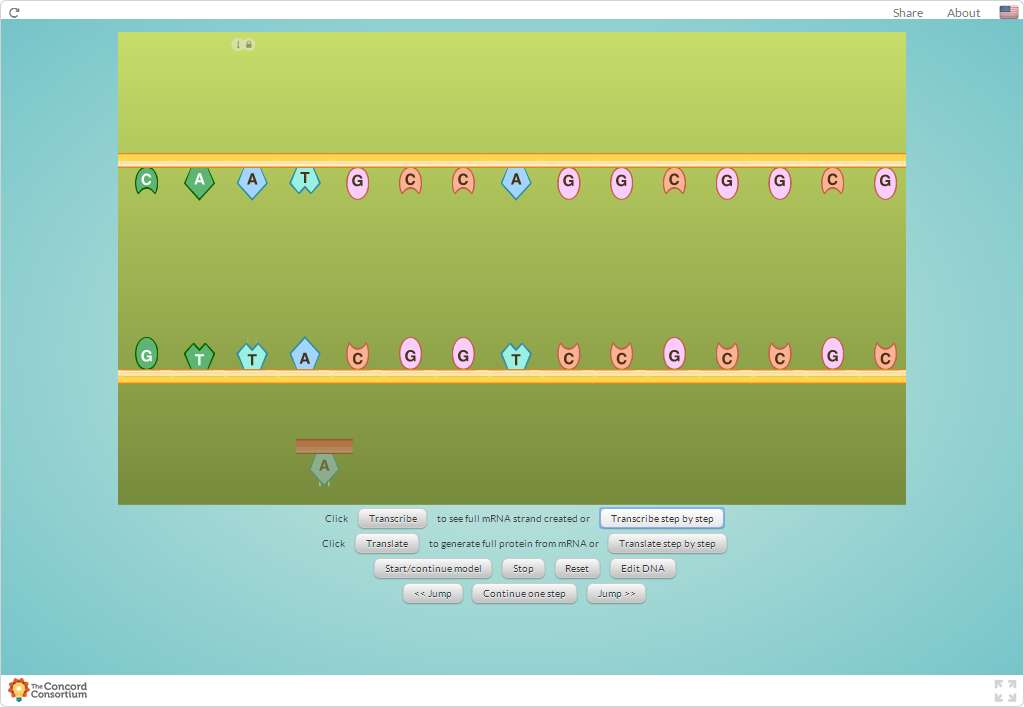 Share About
C A A T G C C A G G C G G C G
G T T A C G G T C C G C C G C
A
Click Transcribe to see full mRNA strand created or Transcribe step by step
Click Translate to generate full protein from mRNA or Translate step by step
Start/continue model Stop Reset Edit DNA
<< Jump Continue one step Jump >>
The Concord
Consortium